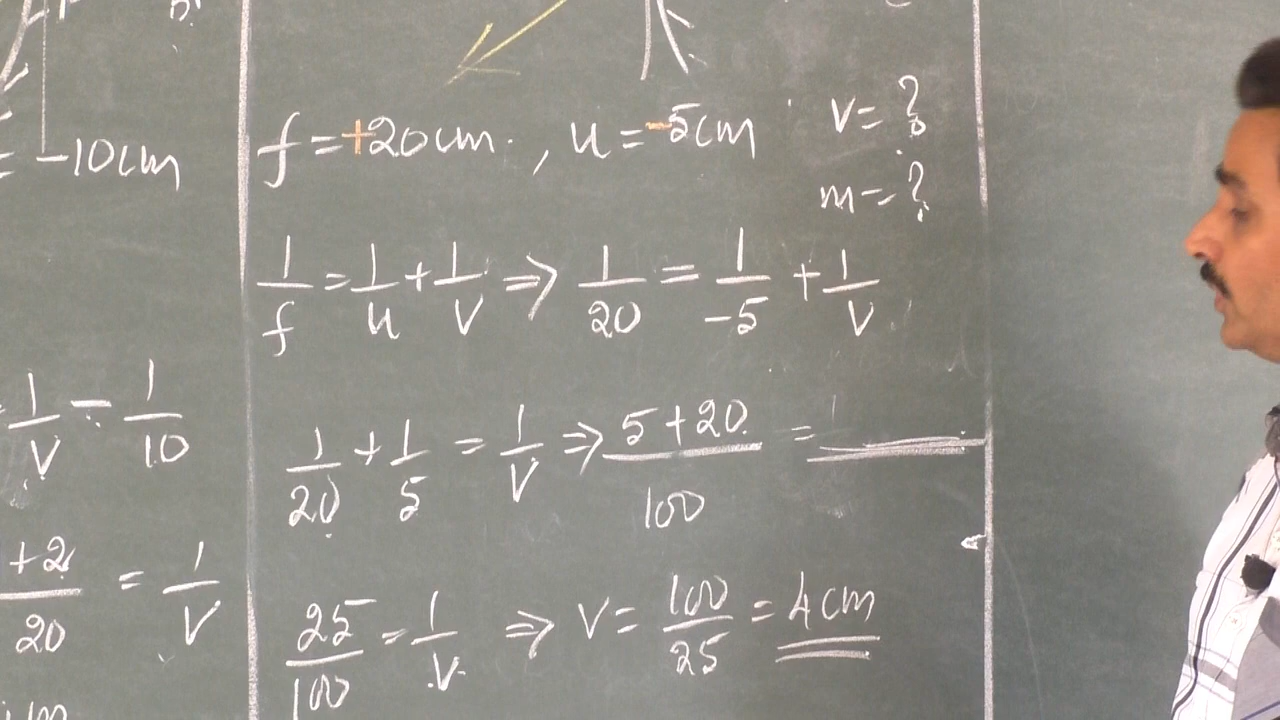 = -10cm
1/V - 1/10
+2/20 = 1/V
cm
f = +20cm. , u = -5cm
V = ?
m = ?
1/f = 1/u + 1/V ⇒ 1/20 = 1/-5 + 1/V
1/20 + 1/5 = 1/V ⇒ 5+20/100 =
25/100 = 1/V ⇒ V = 100/25 = 4cm